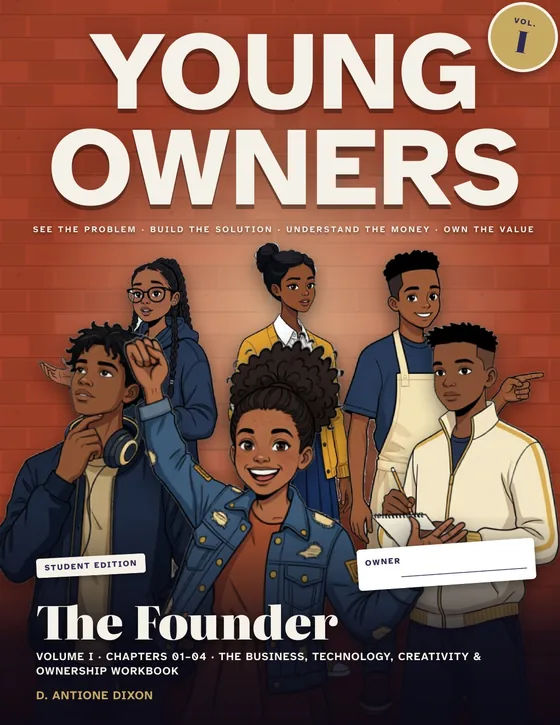 VOL.
I
YOUNG
OWNERS
SEE THE PROBLEM · BUILD THE SOLUTION · UNDERSTAND THE MONEY · OWN THE VALUE
STUDENT EDITION
OWNER
The Founder
VOLUME I · CHAPTERS 01–04 · THE BUSINESS, TECHNOLOGY, CREATIVITY &
OWNERSHIP WORKBOOK
D. ANTIONE DIXON